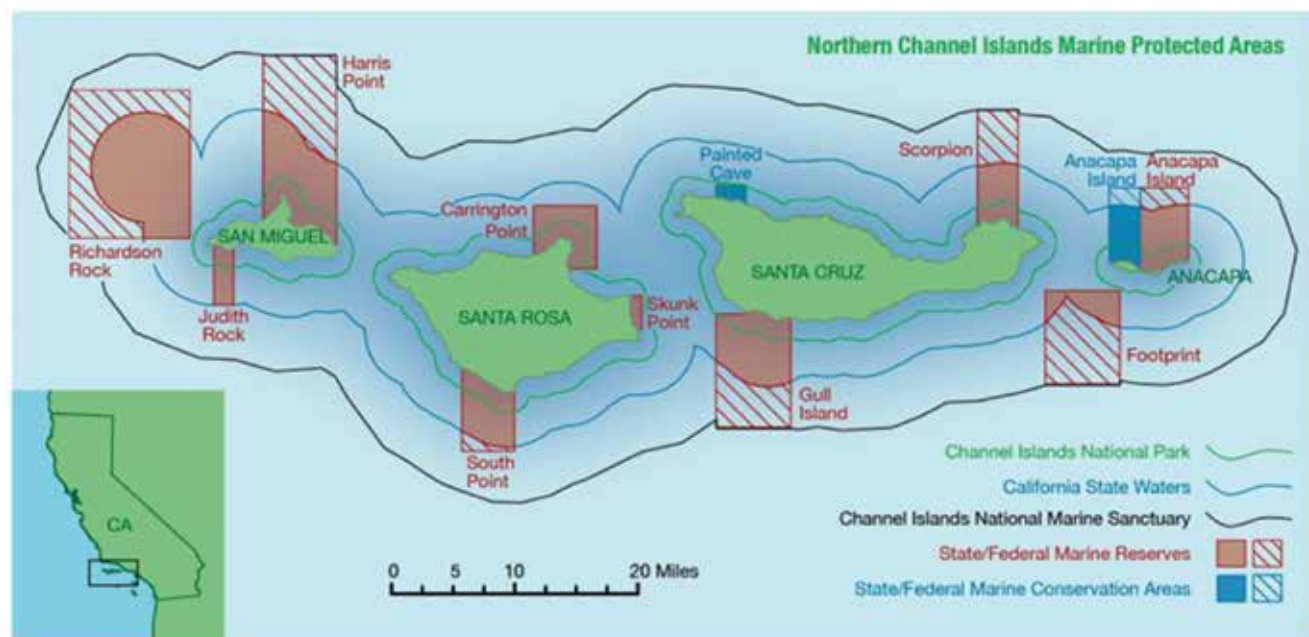 Northern Channel Islands Marine Protected Areas
Harris
Point
Richardson
Rock
SAN MIGUEL
Judith
Rock
Carrington
Point
SANTA ROSA
Skunk
Point
South
Point
Painted
Cave
SANTA CRUZ
Gull
Island
Scorpion
Anacapa
Island
Anacapa
Island
ANACAPA
Footprint
CA
0 5 10 20 Miles
Channel Islands National Park
California State Waters
Channel Islands National Marine Sanctuary
State/Federal Marine Reserves
State/Federal Marine Conservation Areas